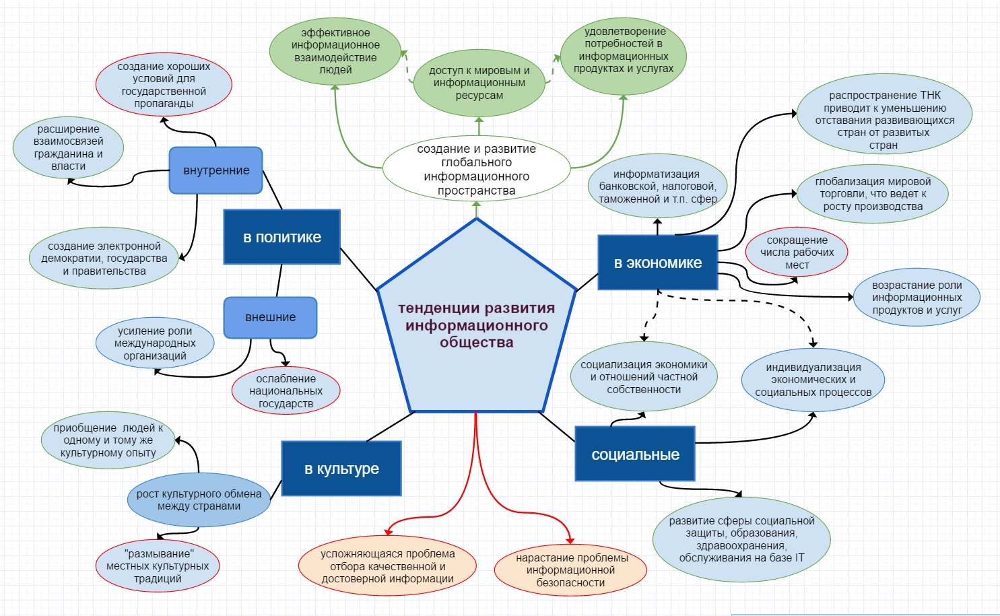 эффективное
информационное
взаимодействие
людей
доступ к мировым и
информационным
ресурсам
удовлетворение
потребностей в
информационных
продуктах и услугах
создание и развитие
глобального
информационного
пространства
создание хороших
условий для
государственной
пропаганды
расширение
взаимосвязей
гражданина и
власти
внутренние
создание электронной
демократии, государства
и правительства
в политике
внешние
усиление роли
международных
организаций
ослабление
национальных
государств
тенденции развития
информационного
общества
информатизация
банковской, налоговой,
таможенной и т.п. сфер
распространение ТНК
приводит к уменьшению
отставания развивающихся
стран от развитых
стран
глобализация мировой
торговли, что ведет к
росту производства
в экономике
сокращение
числа рабочих
мест
возрастание роли
информационных
продуктов и услуг
социализация экономики
и отношений частной
собственности
индивидуализация
экономических и
социальных процессов
социальные
развитие сферы социальной
защиты, образования,
здравоохранения,
обслуживания на базе IT
приобщение людей к
одному и тому же
культурному опыту
в культуре
рост культурного обмена
между странами
"размывание"
местных культурных
традиций
усложняющаяся проблема
отбора качественной и
достоверной информации
нарастание проблемы
информационной
безопасности